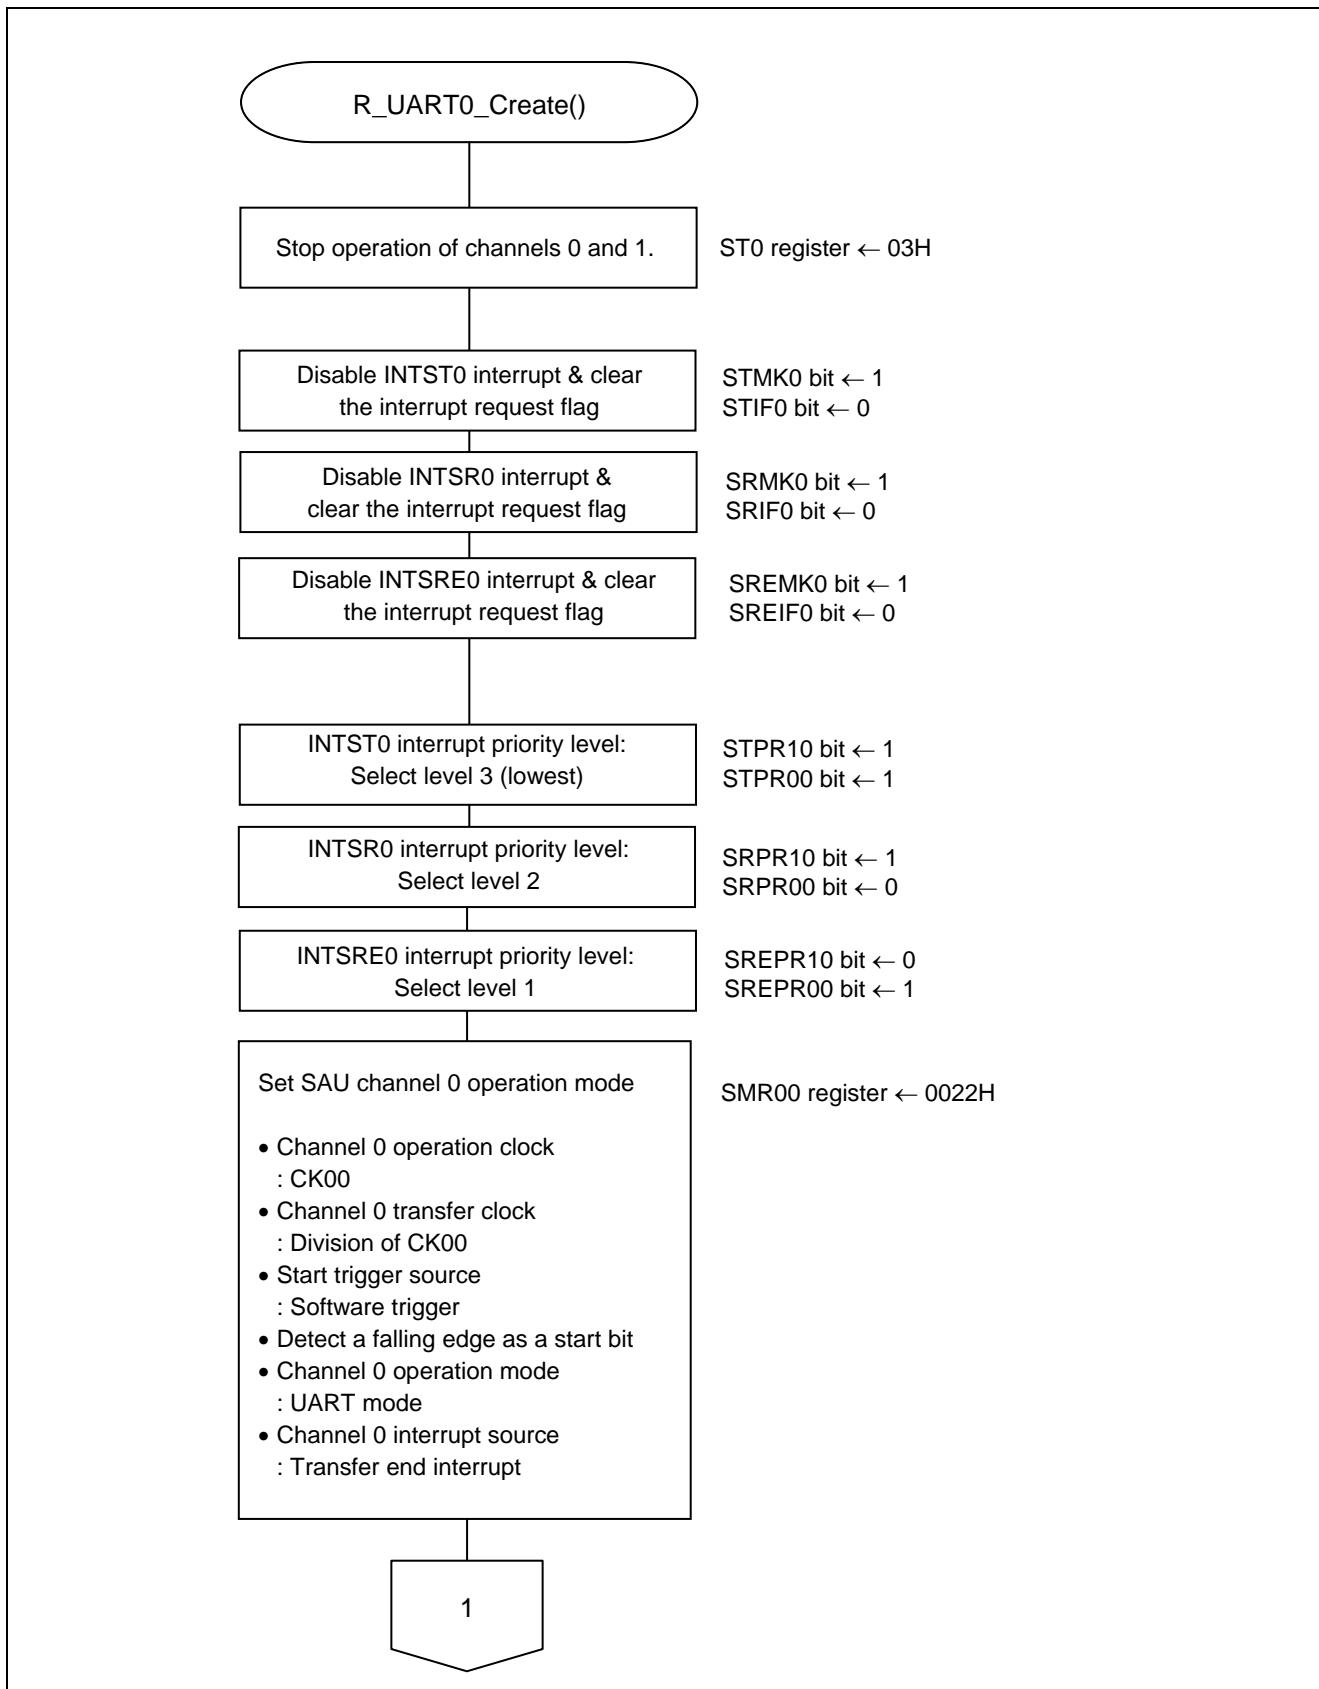 R_UART0_Create()
Stop operation of channels 0 and 1.
ST0 register ← 03H
Disable INTST0 interrupt & clear
the interrupt request flag
STMK0 bit ← 1
STIF0 bit ← 0
Disable INTSR0 interrupt &
clear the interrupt request flag
SRMK0 bit ← 1
SRIF0 bit ← 0
Disable INTSRE0 interrupt & clear
the interrupt request flag
SREMK0 bit ← 1
SREIF0 bit ← 0
INTST0 interrupt priority level:
Select level 3 (lowest)
STPR10 bit ← 1
STPR00 bit ← 1
INTSR0 interrupt priority level:
Select level 2
SRPR10 bit ← 1
SRPR00 bit ← 0
INTSRE0 interrupt priority level:
Select level 1
SREPR10 bit ← 0
SREPR00 bit ← 1
Set SAU channel 0 operation mode
SMR00 register ← 0022H
• Channel 0 operation clock
: CK00
• Channel 0 transfer clock
: Division of CK00
• Start trigger source
: Software trigger
• Detect a falling edge as a start bit
• Channel 0 operation mode
: UART mode
• Channel 0 interrupt source
: Transfer end interrupt
1